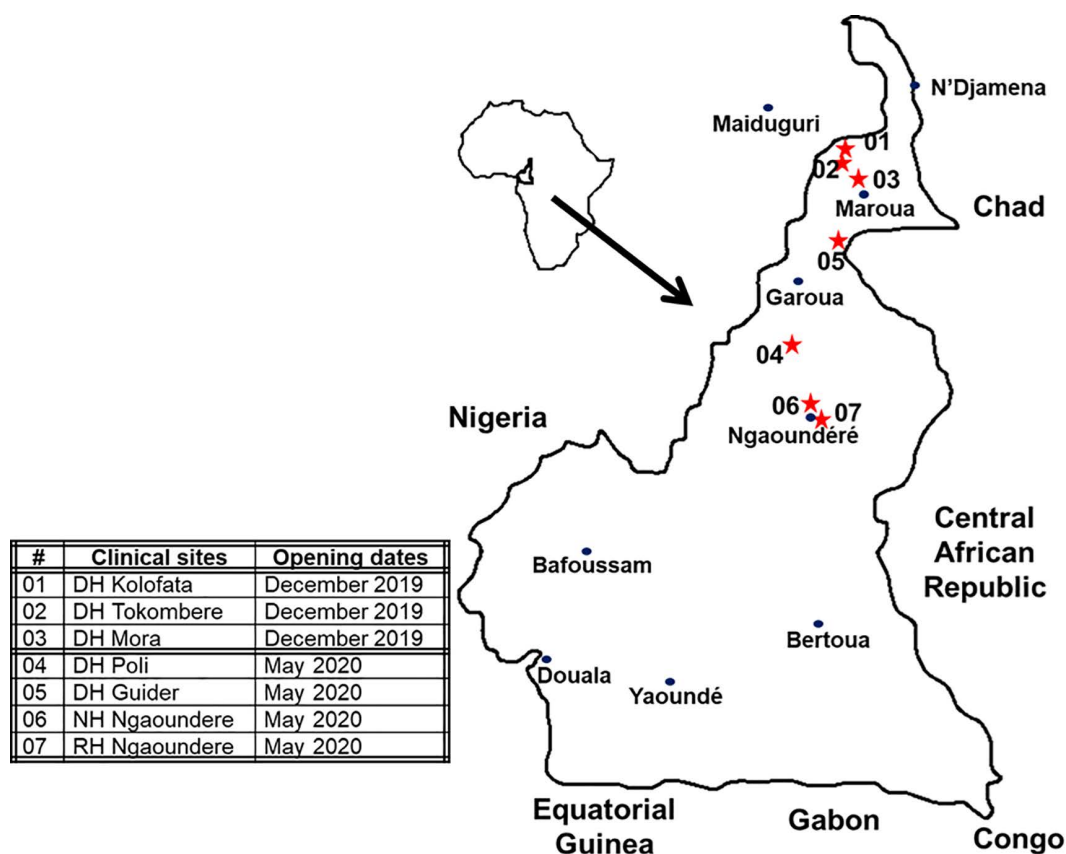 N'Djamena
Maiduguri
01
02
03
Maroua
Chad
05
Garoua
04
Nigeria
06
07
Ngaoundéré
Central
African
Republic
# Clinical sites Opening dates
01 DH Kolofata December 2019
02 DH Tokombere December 2019
03 DH Mora December 2019
04 DH Poli May 2020
05 DH Guider May 2020
06 NH Ngaoundere May 2020
07 RH Ngaoundere May 2020
Bafoussam
Bertoua
Douala
Yaoundé
Equatorial
Guinea
Gabon
Congo